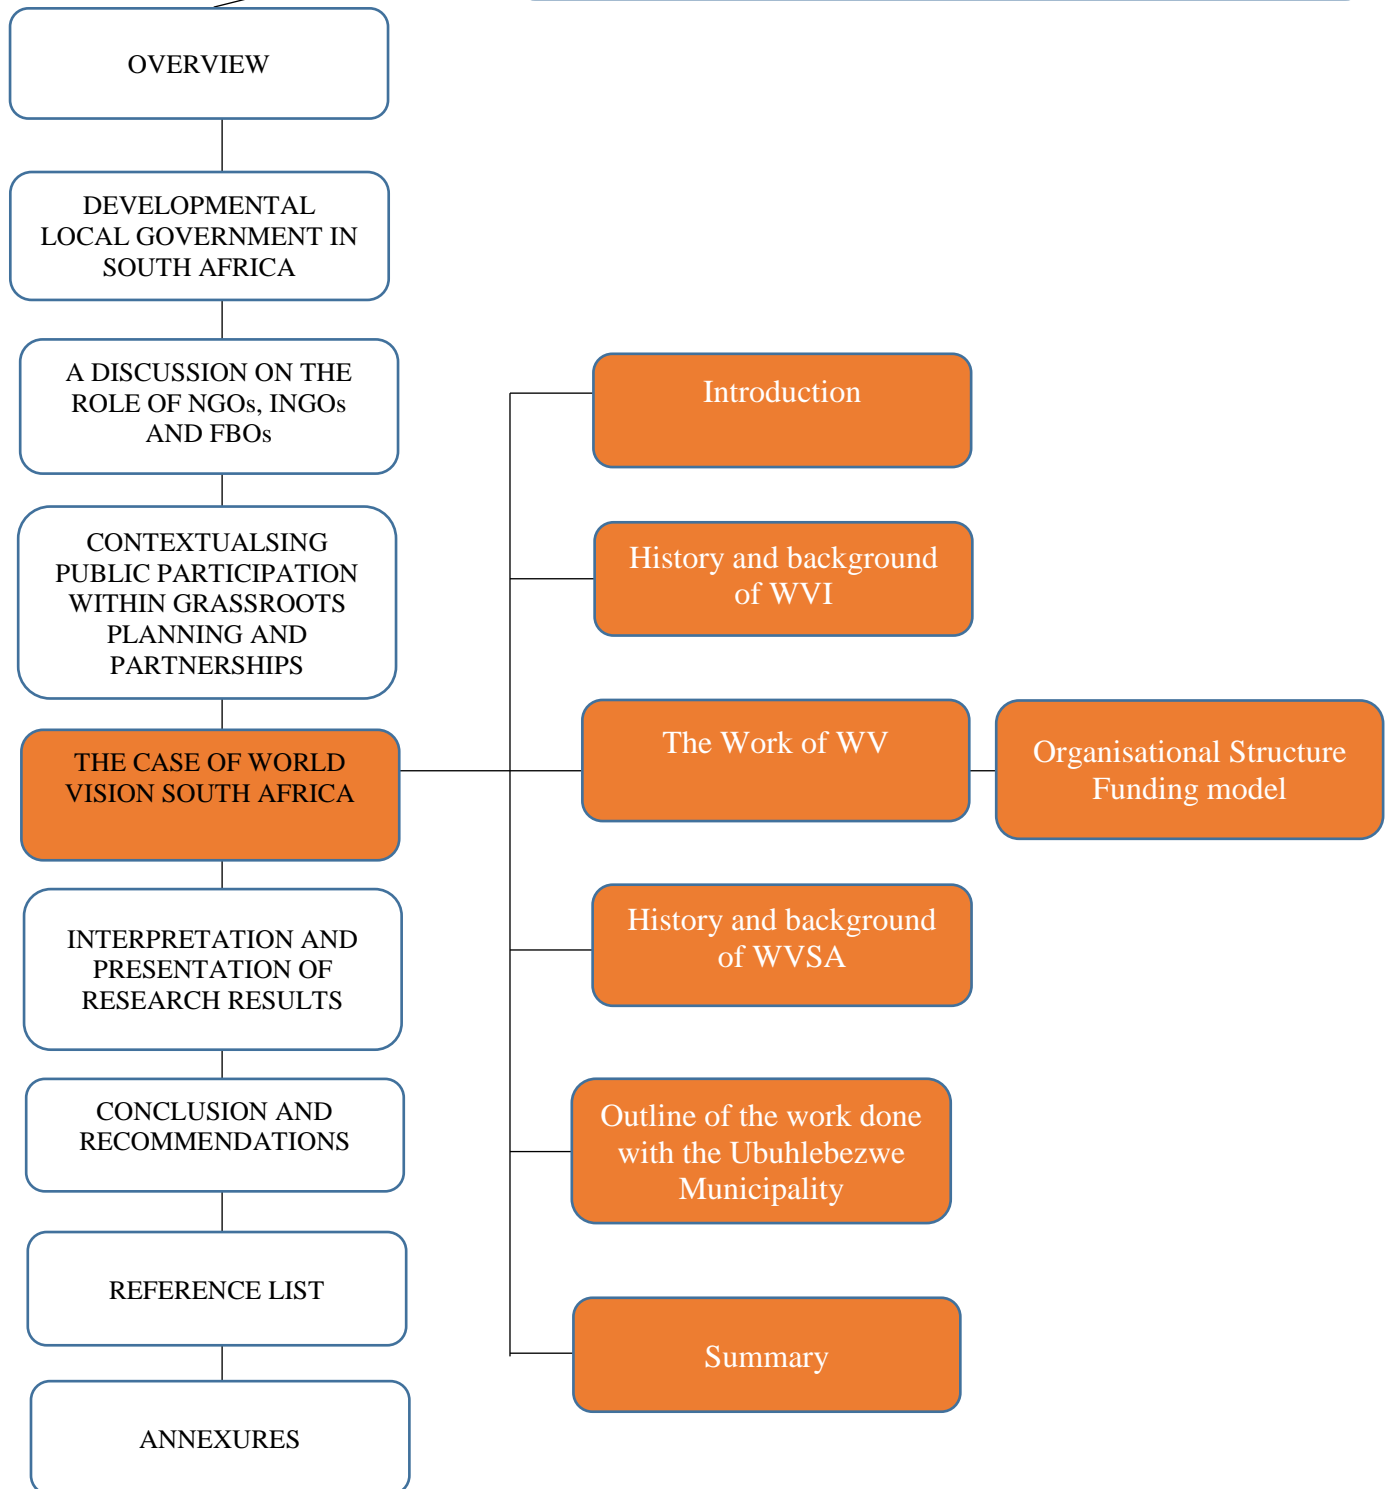 OVERVIEW
DEVELOPMENTAL
LOCAL GOVERNMENT IN
SOUTH AFRICA
A DISCUSSION ON THE
ROLE OF NGOs, INGOs
AND FBOs
CONTEXTUALSING
PUBLIC PARTICIPATION
WITHIN GRASSROOTS
PLANNING AND
PARTNERSHIPS
THE CASE OF WORLD
VISION SOUTH AFRICA
INTERPRETATION AND
PRESENTATION OF
RESEARCH RESULTS
CONCLUSION AND
RECOMMENDATIONS
REFERENCE LIST
ANNEXURES
Introduction
History and background
of WVI
The Work of WV
Organisational Structure
Funding model
History and background
of WVSA
Outline of the work done
with the Ubuhlebezwe
Municipality
Summary